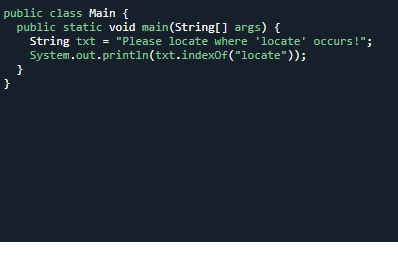 public class Main {
  public static void main(String[] args) {
    String txt = "Please locate where 'locate' occurs!";
    System.out.println(txt.indexOf("locate"));
  }
}